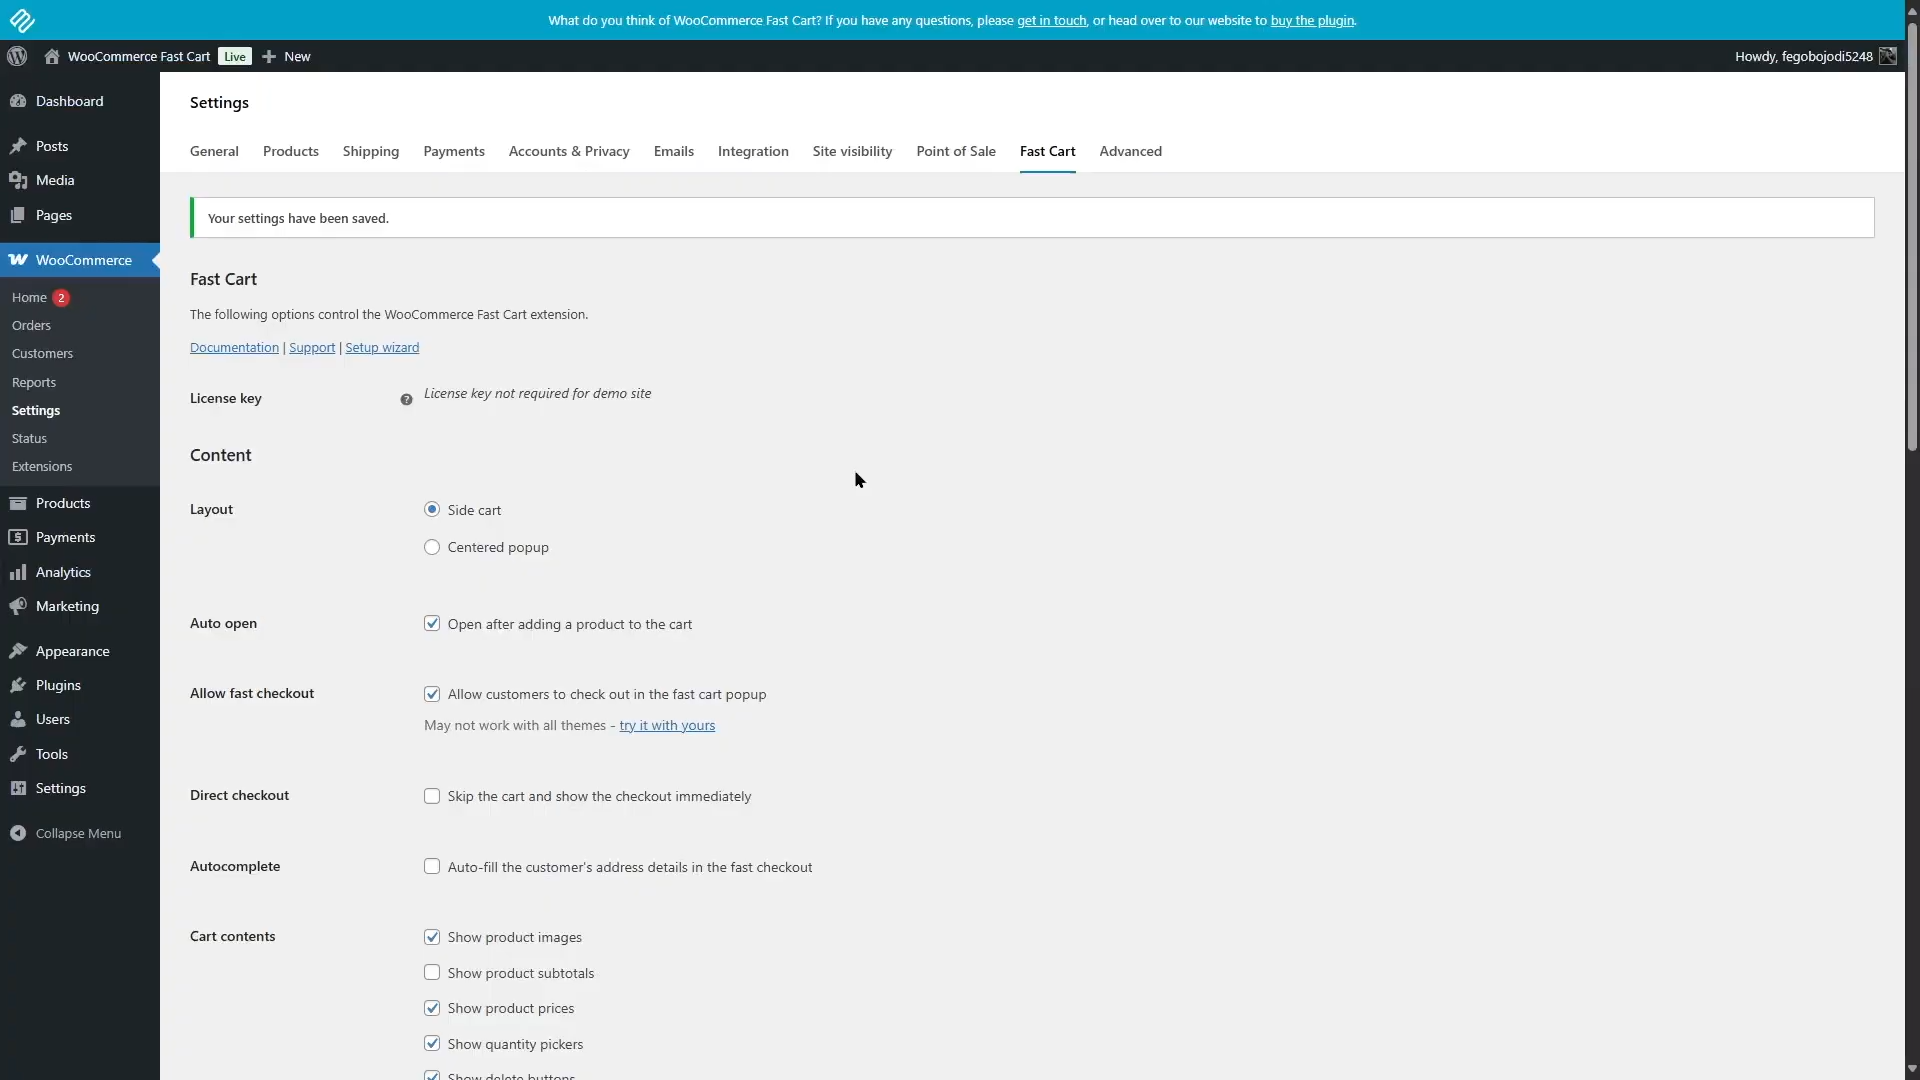 What do you think of WooCommerce Fast Cart? If you have any questions, please get in touch, or head over to our website to buy the plugin.
WooCommerce Fast Cart Live New
Howdy, fegobojodi5248
Dashboard
Posts
Media
Pages
WooCommerce
Home 2
Orders
Customers
Reports
Settings
Status
Extensions
Products
Payments
Analytics
Marketing
Appearance
Plugins
Users
Tools
Settings
Collapse Menu
Settings
General Products Shipping Payments Accounts & Privacy Emails Integration Site visibility Point of Sale Fast Cart Advanced
Your settings have been saved.
Fast Cart
The following options control the WooCommerce Fast Cart extension.
Documentation | Support | Setup wizard
License key ? License key not required for demo site
Content
Layout Side cart
Centered popup
Auto open Open after adding a product to the cart
Allow fast checkout Allow customers to check out in the fast cart popup
May not work with all themes - try it with yours
Direct checkout Skip the cart and show the checkout immediately
Autocomplete Auto-fill the customer's address details in the fast checkout
Cart contents Show product images
Show product subtotals
Show product prices
Show quantity pickers
Show delete buttons